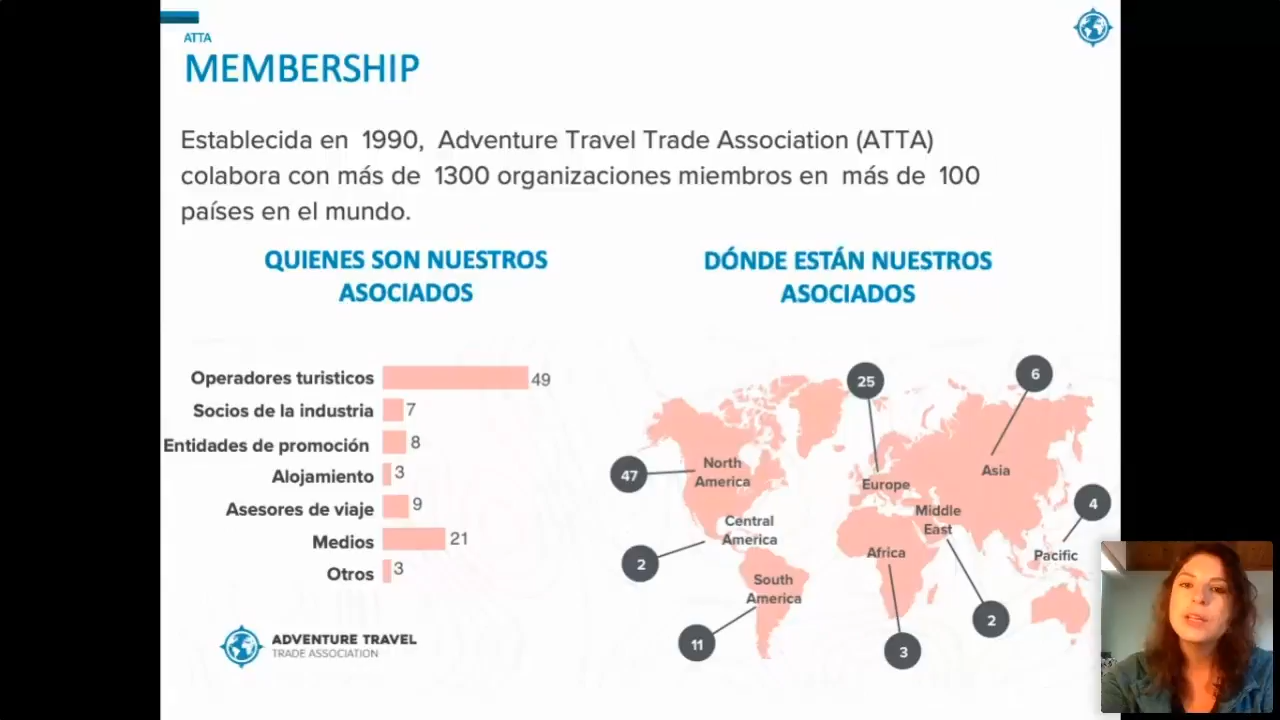 ATTA
MEMBERSHIP
Establecida en 1990, Adventure Travel Trade Association (ATTA)
colabora con más de 1300 organizaciones miembros en más de 100
países en el mundo.
QUIENES SON NUESTROS
ASOCIADOS
Operadores turisticos 49
Socios de la industria 7
Entidades de promoción 8
Alojamiento 3
Asesores de viaje 9
Medios 21
Otros 3
ADVENTURE TRAVEL
TRADE ASSOCIATION
DÓNDE ESTÁN NUESTROS
ASOCIADOS
25
6
47
North
America
Europe
Asia
4
Middle
East
Central
America
2
Africa
Pacific
South
America
11
3
2